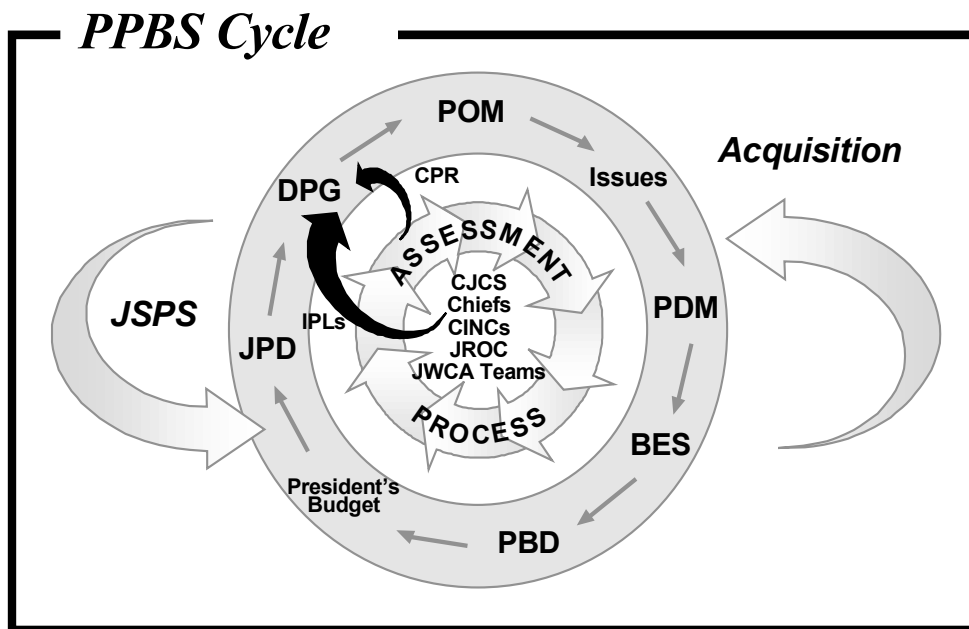 PPBS Cycle
POM
Acquisition
CPR
Issues
DPG
ASSESSMENT
CJCS
Chiefs
CINCs
JROC
JWCA Teams
PROCESS
JSPS
IPLs
PDM
JPD
BES
President's
Budget
PBD